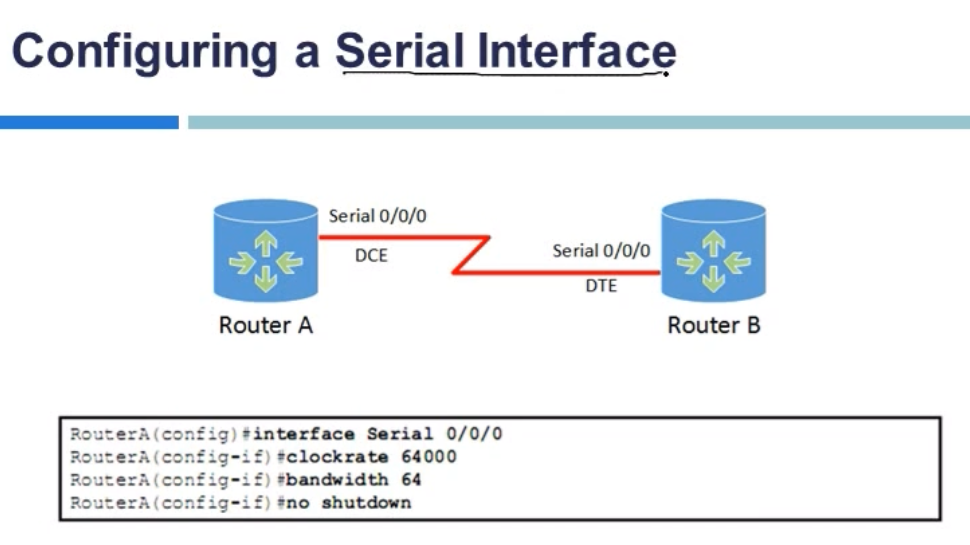 Configuring a Serial Interface
Serial 0/0/0
DCE
Serial 0/0/0
DTE
Router A
Router B
RouterA(config)#interface Serial 0/0/0
RouterA(config-if)#clockrate 64000
RouterA(config-if)#bandwidth 64
RouterA(config-if)#no shutdown